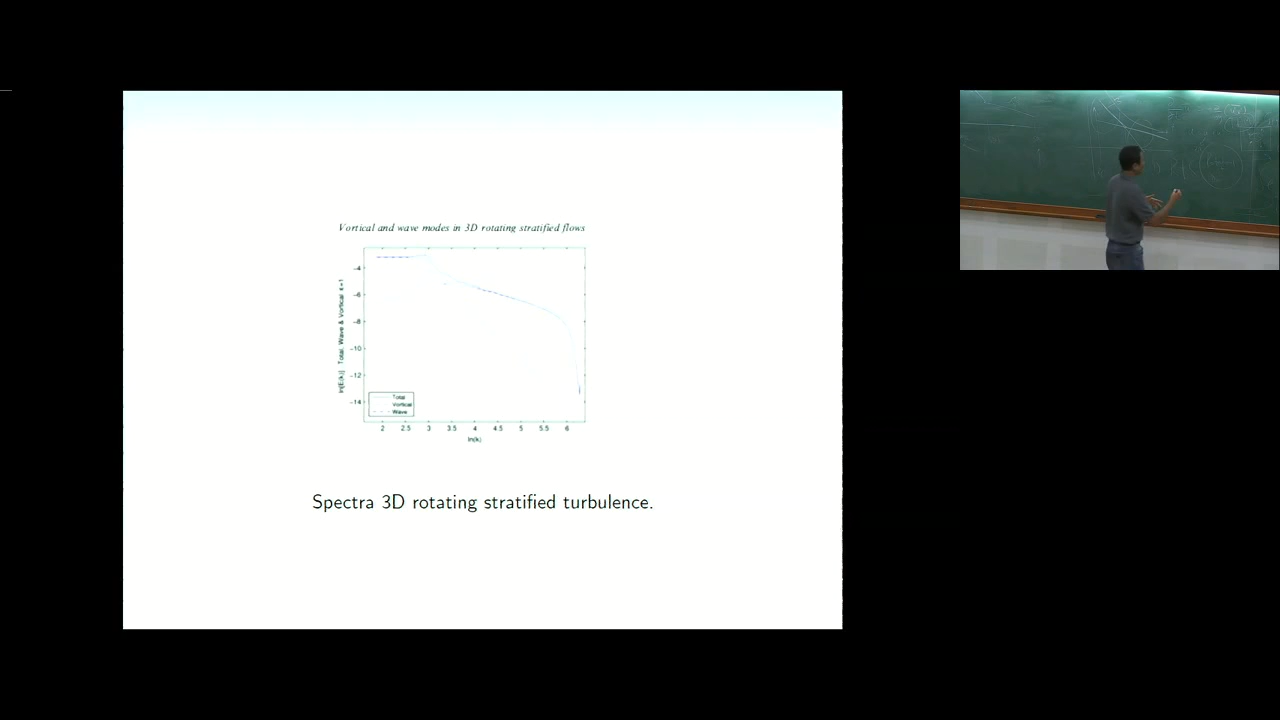 Vortical and wave modes in 3D rotating stratified flows
ln[E(k)] Total, Wave & Vortical ε=1
-4
-6
-8
-10
-12
-14
Total
Vortical
Wave
2 2.5 3 3.5 4 4.5 5 5.5 6
ln(k)
Spectra 3D rotating stratified turbulence.